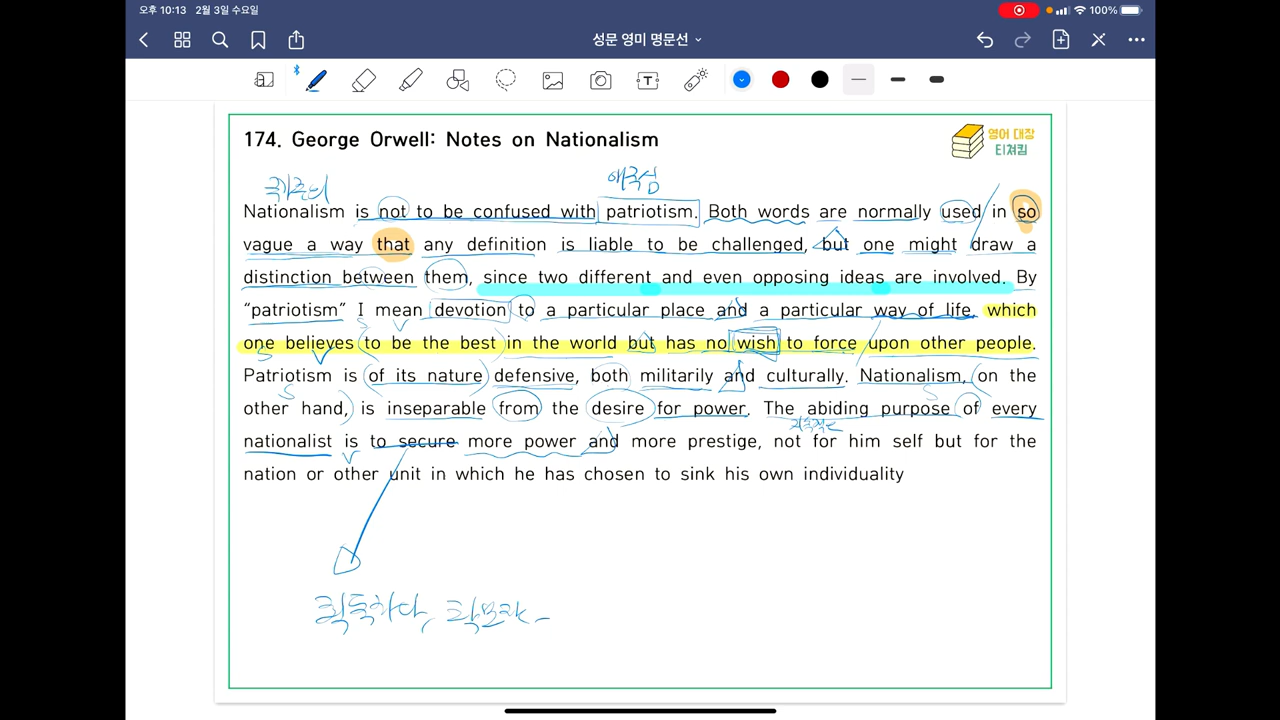 오후 10:13 2월 3일 수요일
100%
성문 영미 명문선
T
174. George Orwell: Notes on Nationalism
영어 대장
티쳐킴
애국심
Nationalism is not to be confused with patriotism. Both words are normally used in so
vague a way that any definition is liable to be challenged, but one might draw a
distinction between them, since two different and even opposing ideas are involved. By
“patriotism” I mean devotion to a particular place and a particular way of life, which
one believes to be the best in the world but has no wish to force upon other people.
S V
Patriotism is of its nature defensive, both militarily and culturally. Nationalism, on the
S S
other hand, is inseparable from the desire for power. The abiding purpose of every
지속적인
nationalist is to secure more power and more prestige, not for him self but for the
V
nation or other unit in which he has chosen to sink his own individuality
획득하다,